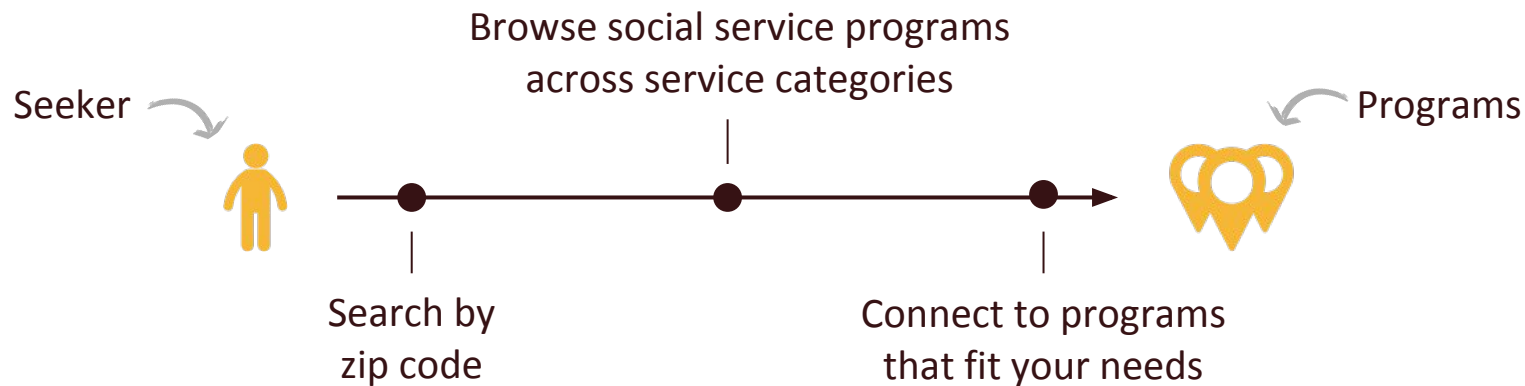 Seeker
Search by
zip code
Browse social service programs
across service categories
Connect to programs
that fit your needs
Programs